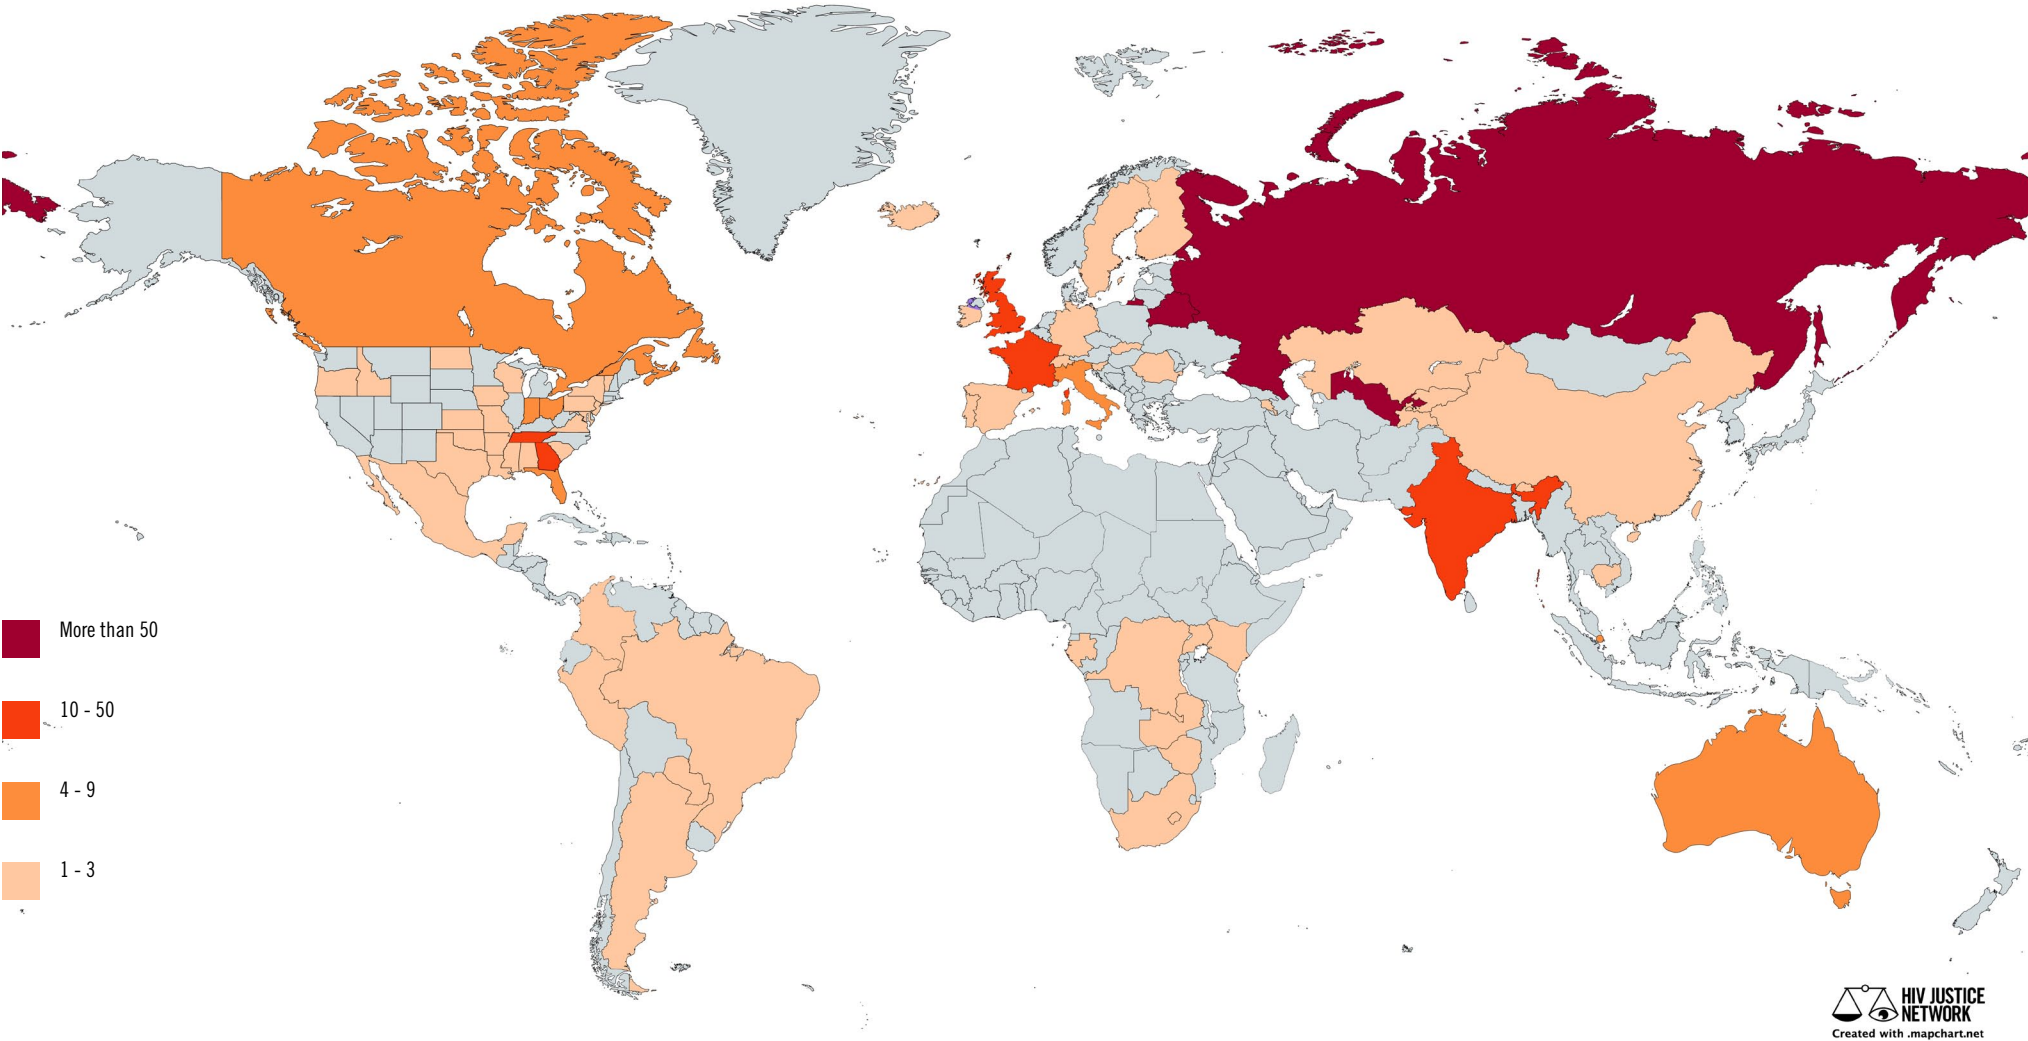 More than 50
10 - 50
4 - 9
1 - 3
HIV JUSTICE
NETWORK
Created with .mapchart.net